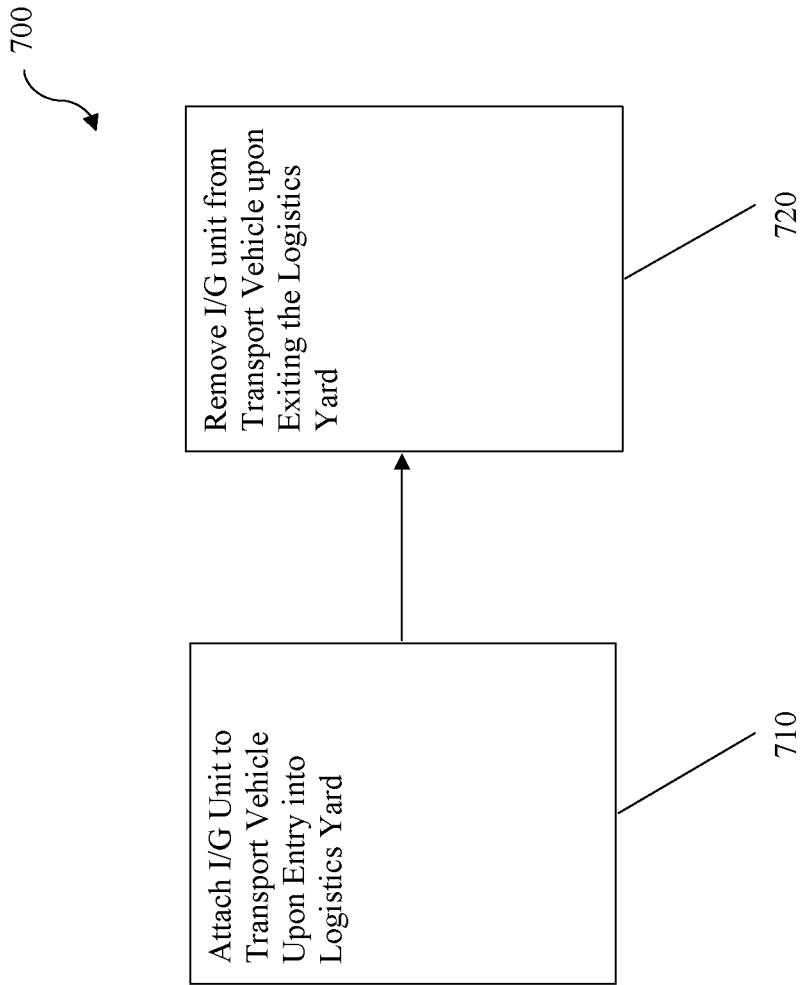 700
Attach I/G Unit to
Transport Vehicle
Upon Entry into
Logistics Yard
710
Remove I/G unit from
Transport Vehicle upon
Exiting the Logistics
Yard
720